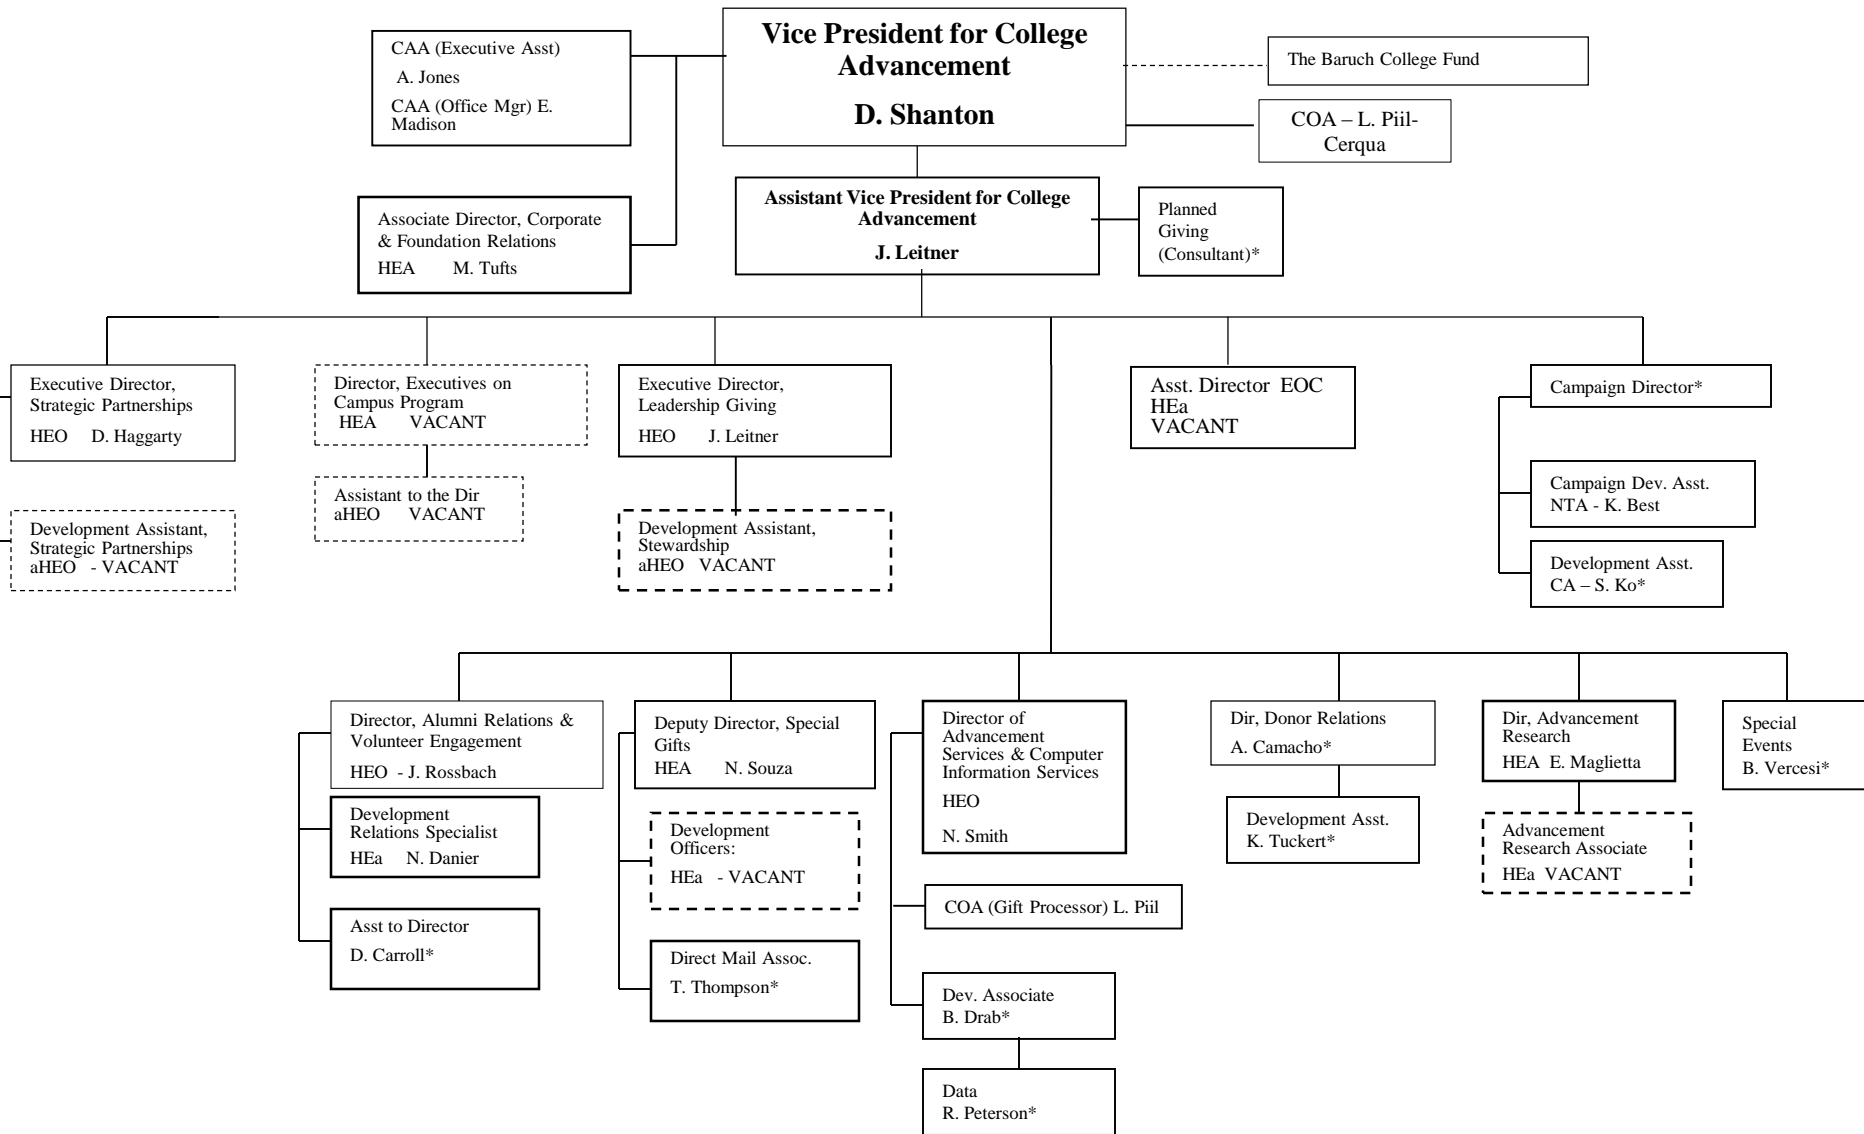 Vice President for College
Advancement
D. Shanton
CAA (Executive Asst)
A. Jones
CAA (Office Mgr) E.
Madison
The Baruch College Fund
COA – L. Piil-
Cerqua
Associate Director, Corporate
& Foundation Relations
HEA M. Tufts
Assistant Vice President for College
Advancement
J. Leitner
Planned
Giving
(Consultant)*
Executive Director,
Strategic Partnerships
HEO D. Haggarty
Director, Executives on
Campus Program
HEA VACANT
Executive Director,
Leadership Giving
HEO J. Leitner
Asst. Director EOC
HEa
VACANT
Campaign Director*
Development Assistant,
Strategic Partnerships
aHEO - VACANT
Assistant to the Dir
aHEO VACANT
Development Assistant,
Stewardship
aHEO VACANT
Campaign Dev. Asst.
NTA - K. Best
Development Asst.
CA – S. Ko*
Director, Alumni Relations &
Volunteer Engagement
HEO - J. Rossbach
Development
Relations Specialist
HEa N. Danier
Asst to Director
D. Carroll*
Deputy Director, Special
Gifts
HEA N. Souza
Development
Officers:
HEa - VACANT
Direct Mail Assoc.
T. Thompson*
Director of
Advancement
Services & Computer
Information Services
HEO
N. Smith
COA (Gift Processor) L. Piil
Dev. Associate
B. Drab*
Data
R. Peterson*
Dir, Donor Relations
A. Camacho*
Development Asst.
K. Tuckert*
Dir, Advancement
Research
HEA E. Maglietta
Advancement
Research Associate
HEa VACANT
Special
Events
B. Vercesi*